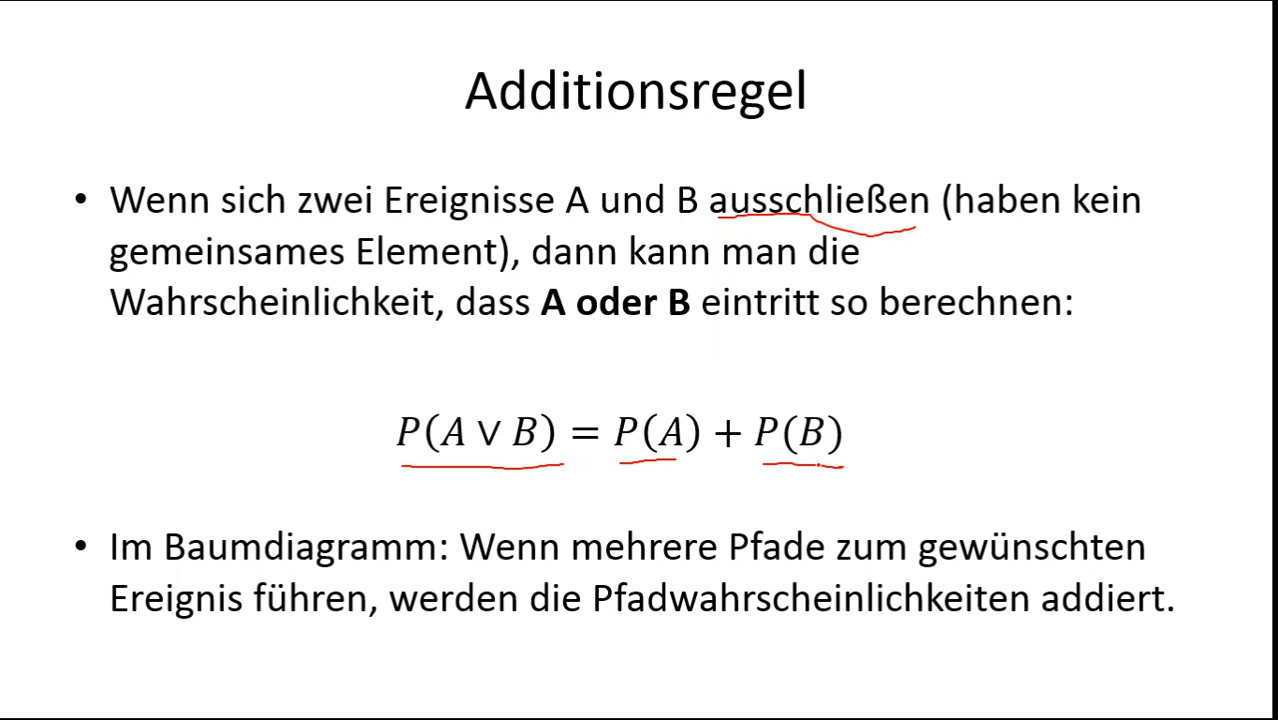 Additionsregel
• Wenn sich zwei Ereignisse A und B ausschließen (haben kein
gemeinsames Element), dann kann man die
Wahrscheinlichkeit, dass A oder B eintritt so berechnen:
P(A ∨ B) = P(A) + P(B)
• Im Baumdiagramm: Wenn mehrere Pfade zum gewünschten
Ereignis führen, werden die Pfadwahrscheinlichkeiten addiert.